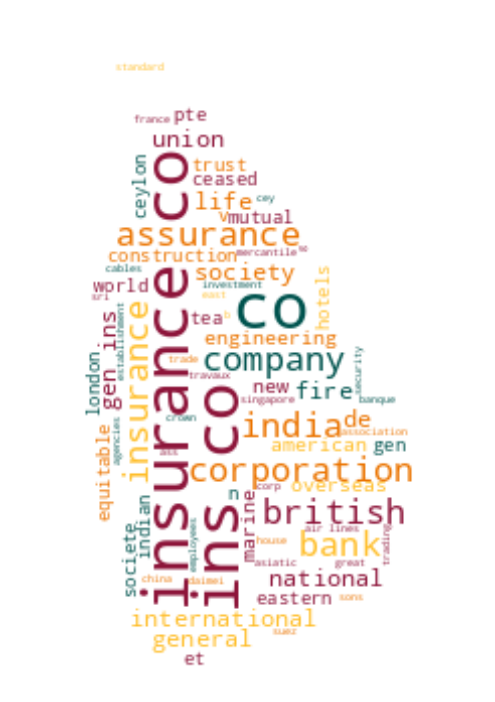 standard
france
pte
union
co
trust
ceased
ceylon
life
cey
v
mutual
assurance
construction
mercantile
cables
society
insurance co
world
investment
hotels
sri
east
co
establishment
insurance
tea
b
gen ins
engineering
london
trade
company
security
travaux
new
fire
singapore
banque
ins co
crown
india
de
association
agencies
equitable
american
gen
ass
corporation
corp
overseas
n
marine
indian
societe
british
employees
air lines
house
bank
trading
asiatic
great
china
daimei
national
eastern
sons
international
suez
general
et